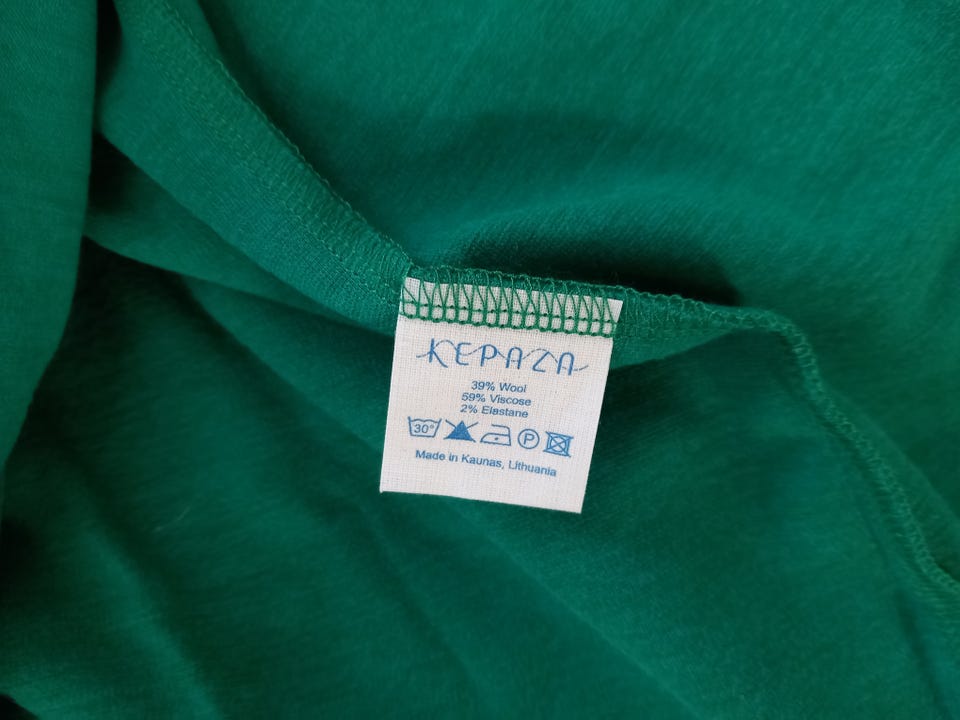 KEPAZA
39% Wool
59% Viscose
2% Elastane
30° P
Made in Kaunas, Lithuania